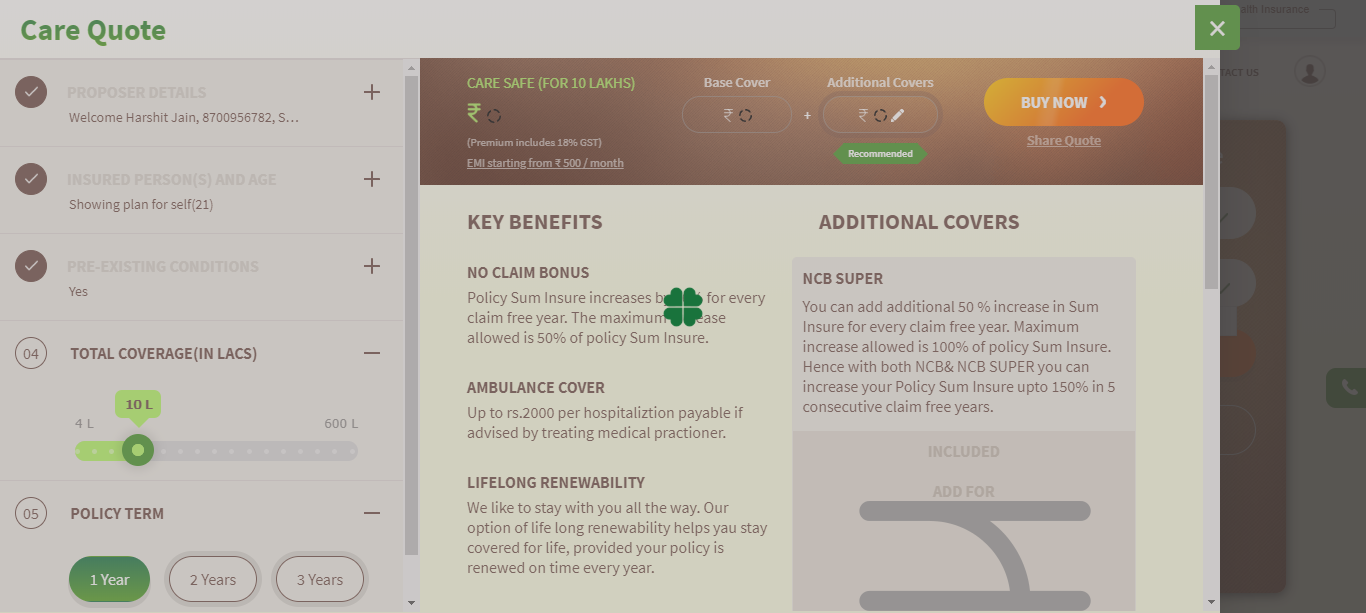 Care Quote
alth Insurance
TACT US
PROPOSER DETAILS
Welcome Harshit Jain, 8700956782, S...
INSURED PERSON(S) AND AGE
Showing plan for self(21)
PRE-EXISTING CONDITIONS
Yes
04 TOTAL COVERAGE(IN LACS)
10 L
4 L 600 L
05 POLICY TERM
1 Year 2 Years 3 Years
CARE SAFE (FOR 10 LAKHS)
₹
(Premium includes 18% GST)
EMI starting from ₹ 500 / month
Base Cover
₹
+
Additional Covers
₹
Recommended
BUY NOW
Share Quote
KEY BENEFITS
NO CLAIM BONUS
Policy Sum Insure increases for every
claim free year. The maximum
allowed is 50% of policy Sum Insure.
AMBULANCE COVER
Up to rs.2000 per hospitaliztion payable if
advised by treating medical practioner.
LIFELONG RENEWABILITY
We like to stay with you all the way. Our
option of life long renewability helps you stay
covered for life, provided your policy is
renewed on time every year.
ADDITIONAL COVERS
NCB SUPER
You can add additional 50 % increase in Sum
Insure for every claim free year. Maximum
increase allowed is 100% of policy Sum Insure.
Hence with both NCB& NCB SUPER you can
increase your Policy Sum Insure upto 150% in 5
consecutive claim free years.
INCLUDED
ADD FOR